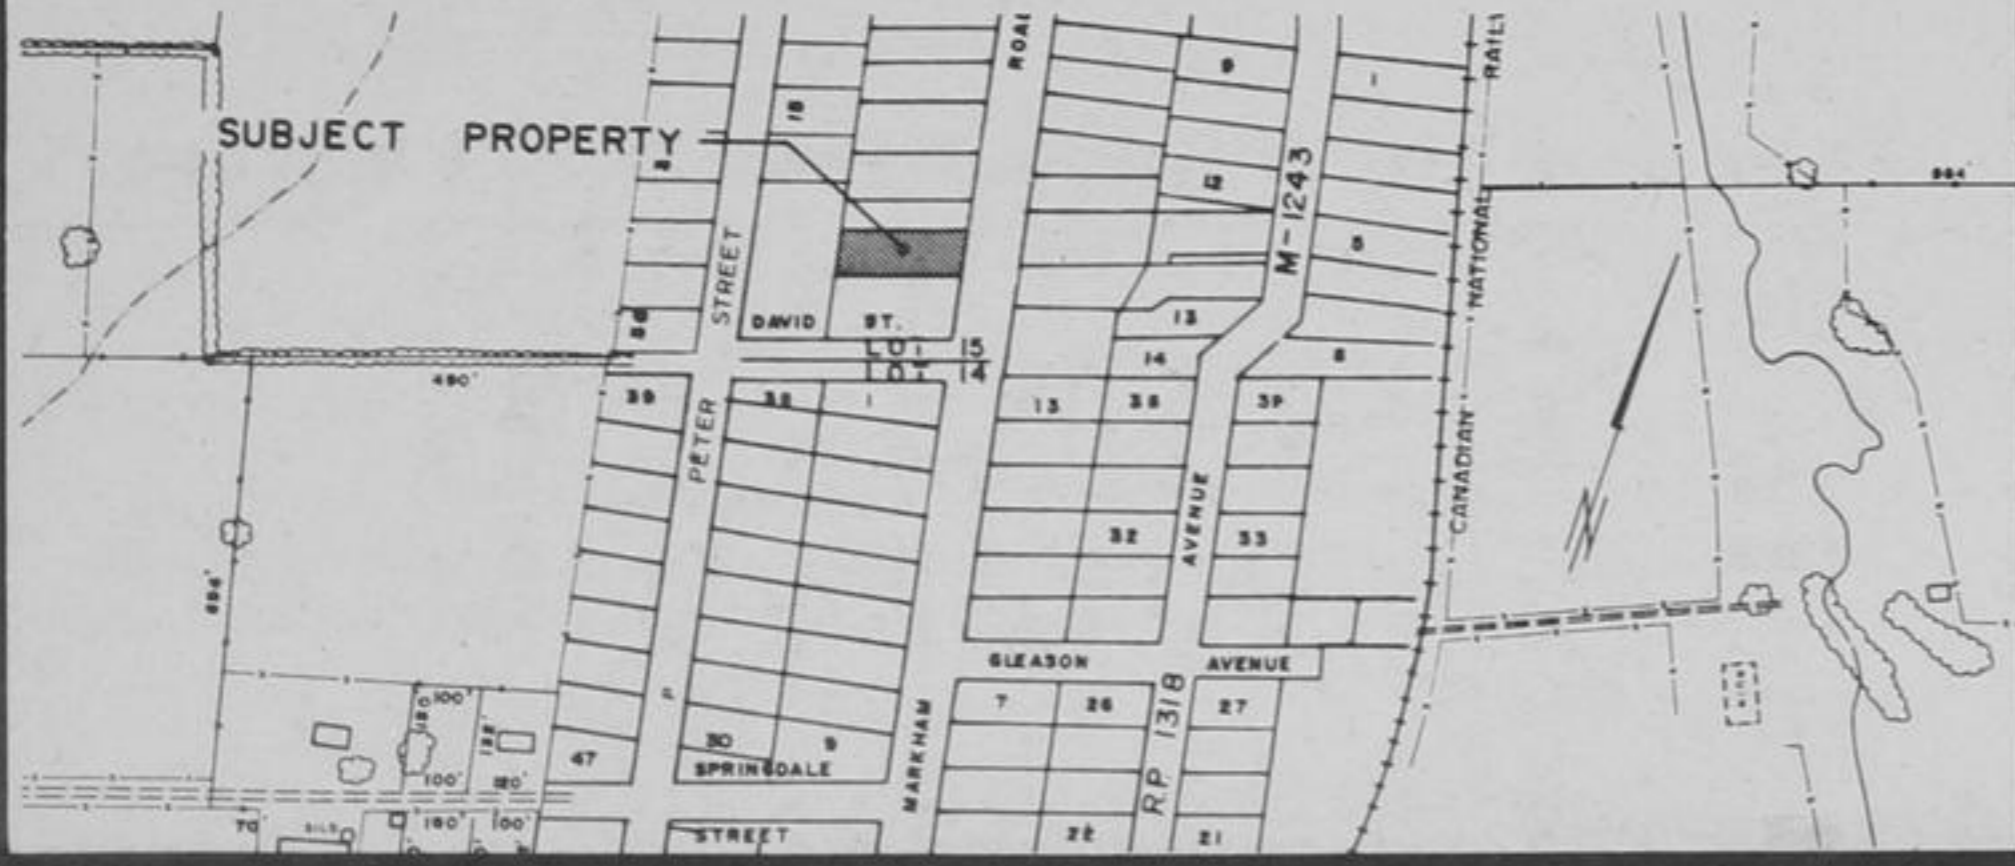 SUBJECT PROPERTY
ROAD
RAIL
9
1
18
12
M-1243
5
NATIONAL
STREET
DAVID ST.
LOT 15
LOT 14
13
14
8
490'
39
38
1
13
38
39
PETER
CANADIAN
AVENUE
32
33
GLEASON AVENUE
7
26
27
R.P. 1318
MARKHAM
47
30
9
SPRINGDALE
STREET
22
21
100'
100'
120'
70'
100'